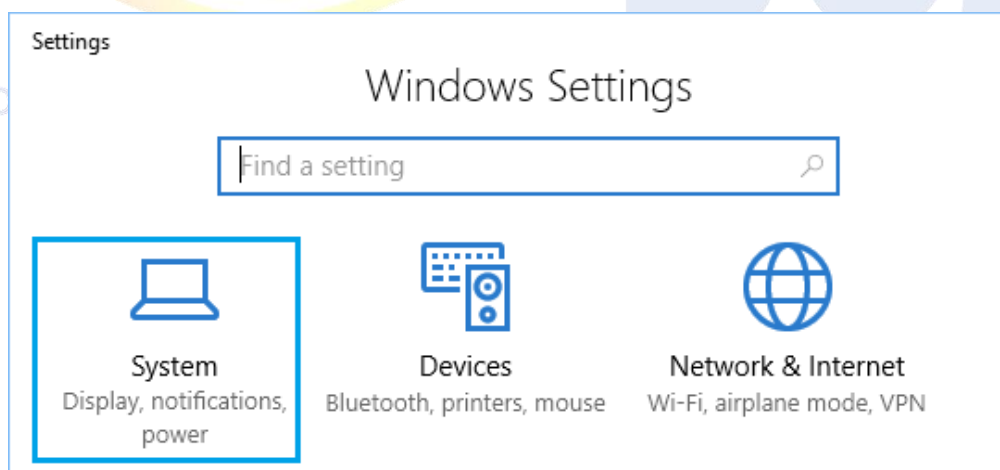 Settings
Windows Settings
Find a setting
System
Display, notifications,
power
Devices
Bluetooth, printers, mouse
Network & Internet
Wi-Fi, airplane mode, VPN